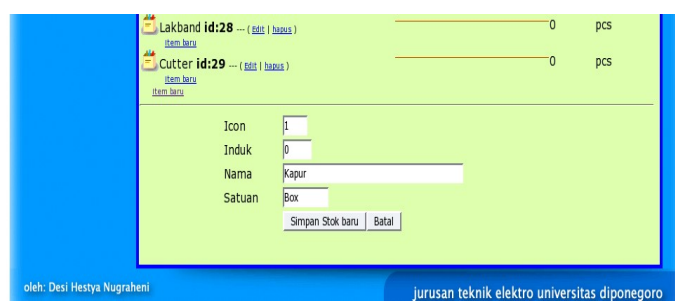 Lakband id:28 --- ( Edit | hapus ) 0 pcs
item baru
Cutter id:29 --- ( Edit | hapus ) 0 pcs
item baru
item baru
Icon 1
Induk 0
Nama Kapur
Satuan Box
Simpan Stok baru Batal
oleh: Desi Hestya Nugraheni
jurusan teknik elektro universitas diponegoro